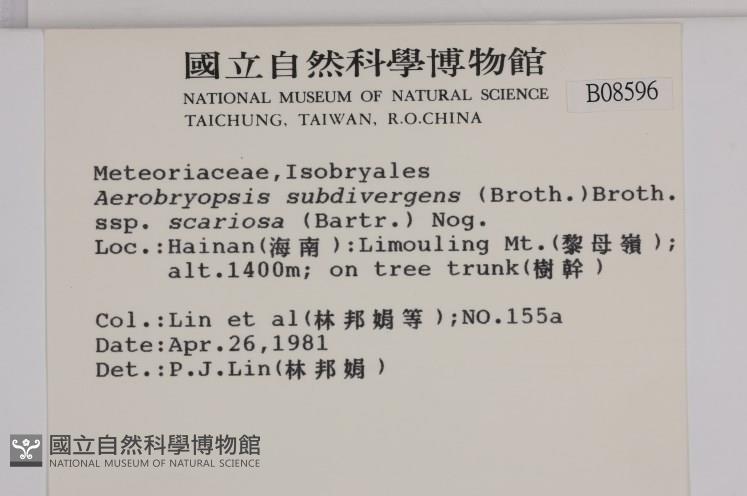 國立自然科學博物館
NATIONAL MUSEUM OF NATURAL SCIENCE
TAICHUNG, TAIWAN, R.O.CHINA
B08596
Meteoriaceae,Isobryales
Aerobryopsis subdivergens (Broth.)Broth.
ssp. scariosa (Bartr.) Nog.
Loc.:Hainan(海南):Limouling Mt.(黎母嶺);
alt.1400m; on tree trunk(樹幹)
Col.:Lin et al(林邦娟等);NO.155a
Date:Apr.26,1981
Det.:P.J.Lin(林邦娟)
國立自然科學博物館
NATIONAL MUSEUM OF NATURAL SCIENCE